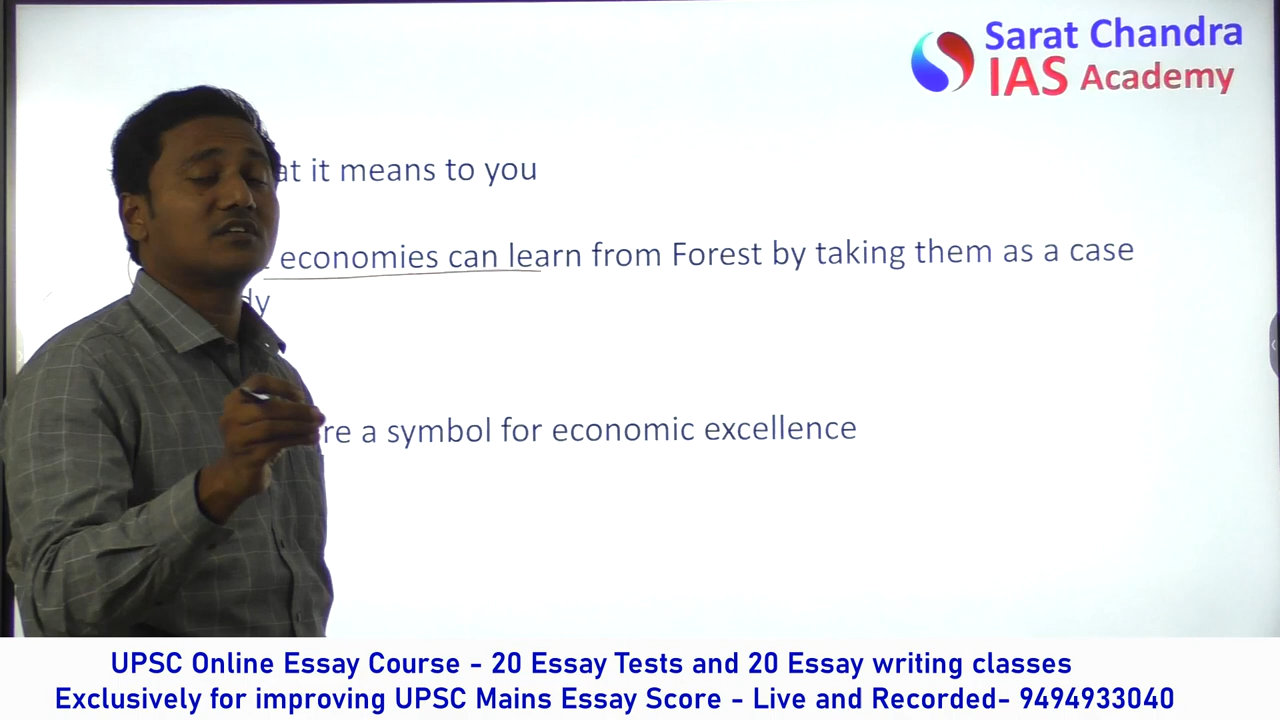 Sarat Chandra
IAS Academy
at it means to you
economies can learn from Forest by taking them as a case
dy
re a symbol for economic excellence
UPSC Online Essay Course - 20 Essay Tests and 20 Essay writing classes
Exclusively for improving UPSC Mains Essay Score - Live and Recorded- 9494933040